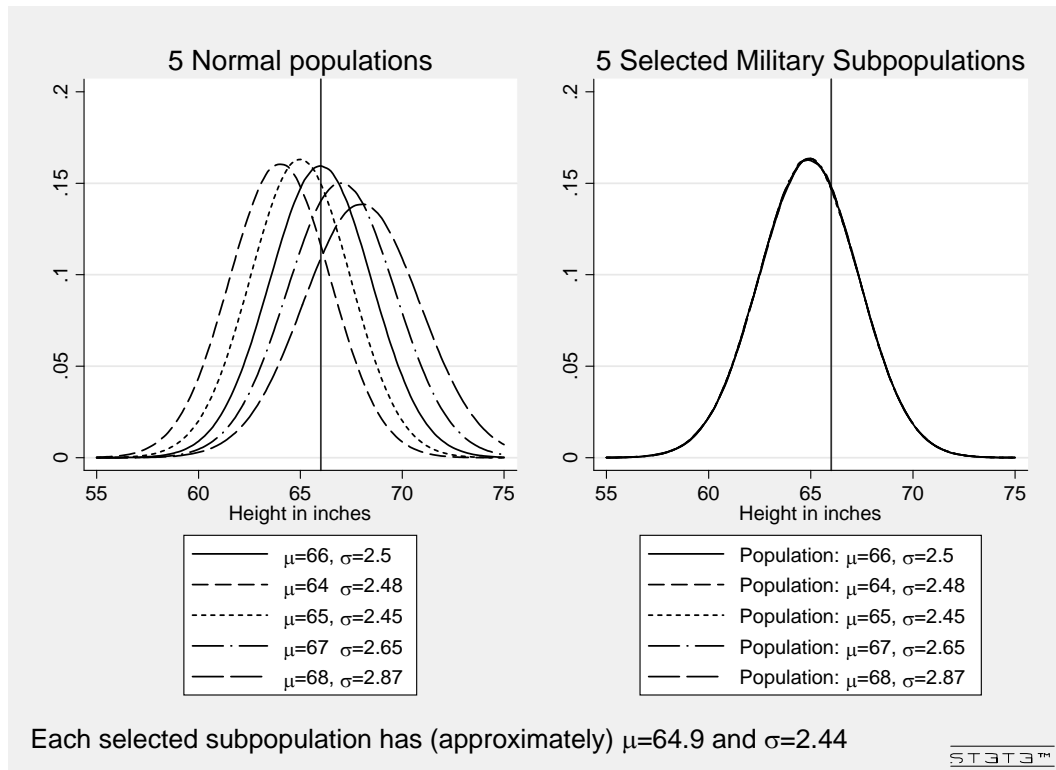 5 Normal populations
.2
.15
.1
.05
0
55 60 65 70 75
Height in inches
μ=66, σ=2.5
μ=64 σ=2.48
μ=65, σ=2.45
μ=67 σ=2.65
μ=68, σ=2.87
5 Selected Military Subpopulations
.2
.15
.1
.05
0
55 60 65 70 75
Height in inches
Population: μ=66, σ=2.5
Population: μ=64, σ=2.48
Population: μ=65, σ=2.45
Population: μ=67, σ=2.65
Population: μ=68, σ=2.87
Each selected subpopulation has (approximately) μ=64.9 and σ=2.44
STATA™